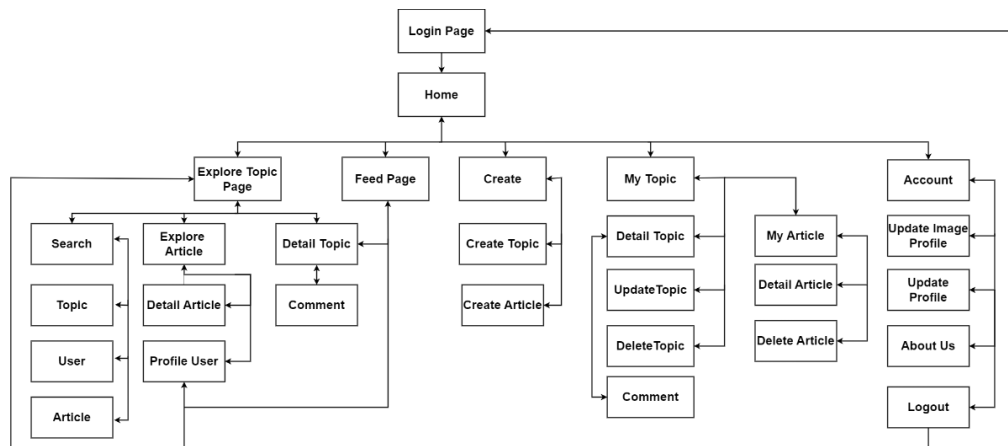 Login Page
Home
Explore Topic
Page
Feed Page
Create
My Topic
Account
Search
Explore
Article
Detail Topic
Create Topic
Detail Topic
My Article
Update Image
Profile
Topic
Detail Article
Comment
Create Article
UpdateTopic
Detail Article
Update
Profile
User
Profile User
DeleteTopic
Delete Article
About Us
Article
Comment
Logout